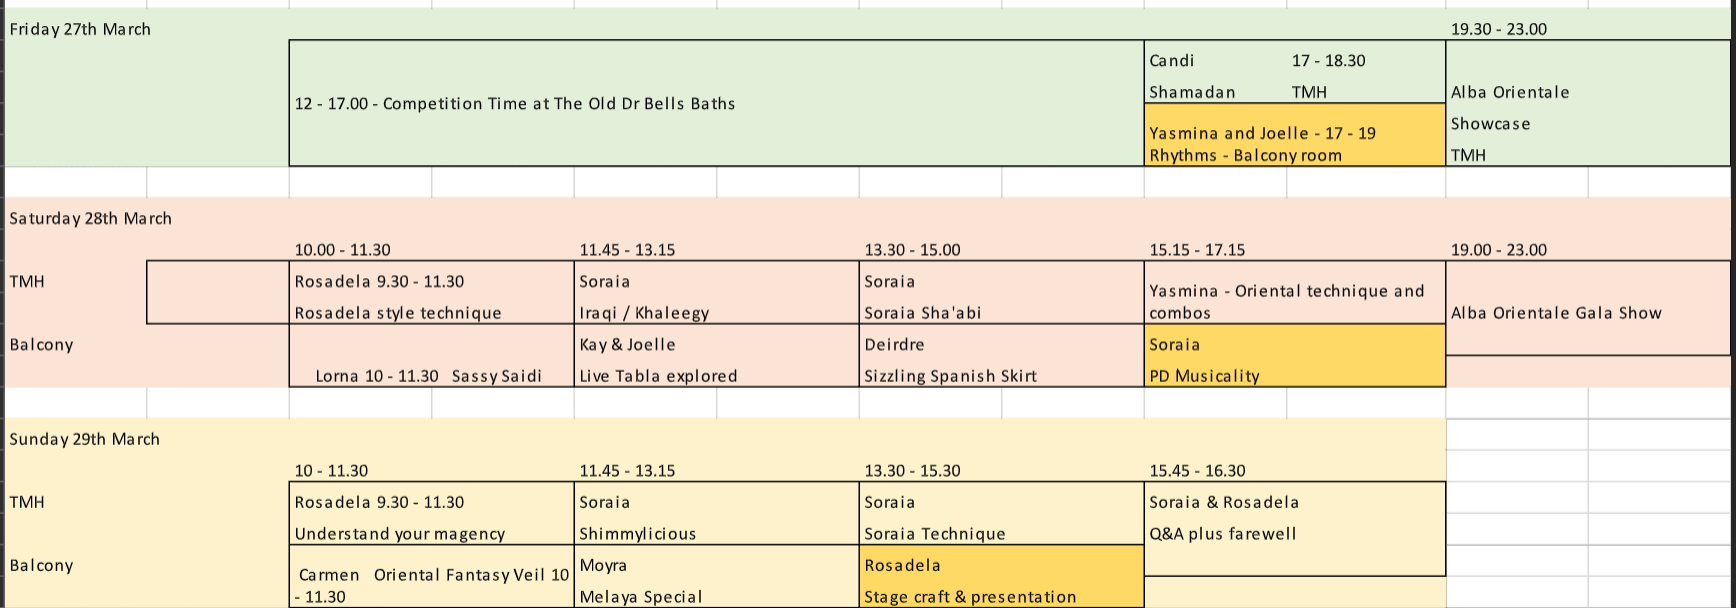 Friday 27th March
19.30 - 23.00
12 - 17.00 - Competition Time at The Old Dr Bells Baths
Candi 17 - 18.30
Shamadan TMH
Yasmina and Joelle - 17 - 19
Rhythms - Balcony room
Alba Orientale
Showcase
TMH
Saturday 28th March
10.00 - 11.30 11.45 - 13.15 13.30 - 15.00 15.15 - 17.15 19.00 - 23.00
TMH
Rosadela 9.30 - 11.30
Rosadela style technique
Soraia
Iraqi / Khaleegy
Soraia
Soraia Sha'abi
Yasmina - Oriental technique and
combos
Alba Orientale Gala Show
Balcony
Lorna 10 - 11.30 Sassy Saidi
Kay & Joelle
Live Tabla explored
Deirdre
Sizzling Spanish Skirt
Soraia
PD Musicality
Sunday 29th March
10 - 11.30 11.45 - 13.15 13.30 - 15.30 15.45 - 16.30
TMH
Rosadela 9.30 - 11.30
Understand your magency
Soraia
Shimmylicious
Soraia
Soraia Technique
Soraia & Rosadela
Q&A plus farewell
Balcony
Carmen Oriental Fantasy Veil 10
- 11.30
Moyra
Melaya Special
Rosadela
Stage craft & presentation